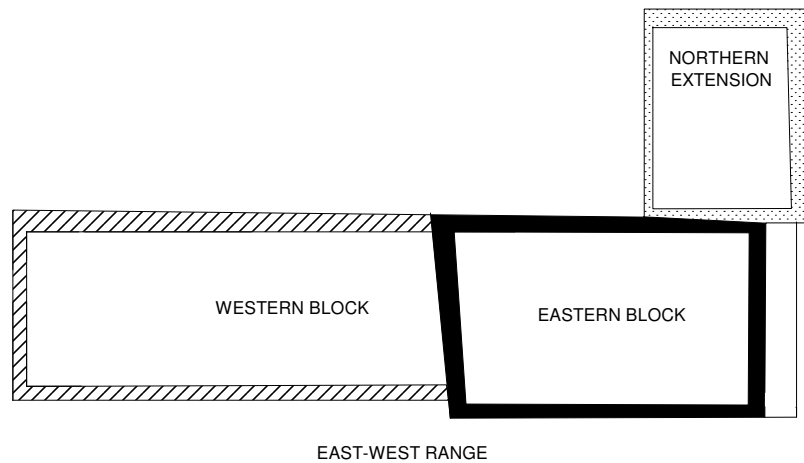 NORTHERN
EXTENSION
WESTERN BLOCK
EASTERN BLOCK
EAST-WEST RANGE